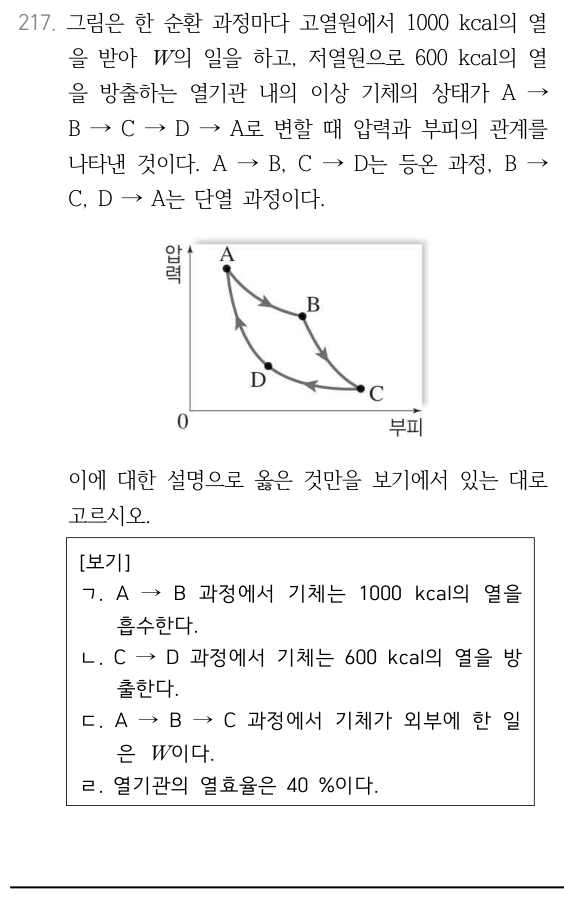 217. 그림은 한 순환 과정마다 고열원에서 1000 kcal의 열
을 받아 W의 일을 하고, 저열원으로 600 kcal의 열
을 방출하는 열기관 내의 이상 기체의 상태가 A →
B → C → D → A로 변할 때 압력과 부피의 관계를
나타낸 것이다. A → B, C → D는 등온 과정, B →
C, D → A는 단열 과정이다.
압력
A
B
D
C
0
부피
이에 대한 설명으로 옳은 것만을 보기에서 있는 대로
고르시오.
[보기]
ㄱ. A → B 과정에서 기체는 1000 kcal의 열을
흡수한다.
ㄴ. C → D 과정에서 기체는 600 kcal의 열을 방
출한다.
ㄷ. A → B → C 과정에서 기체가 외부에 한 일
은 W이다.
ㄹ. 열기관의 열효율은 40 %이다.